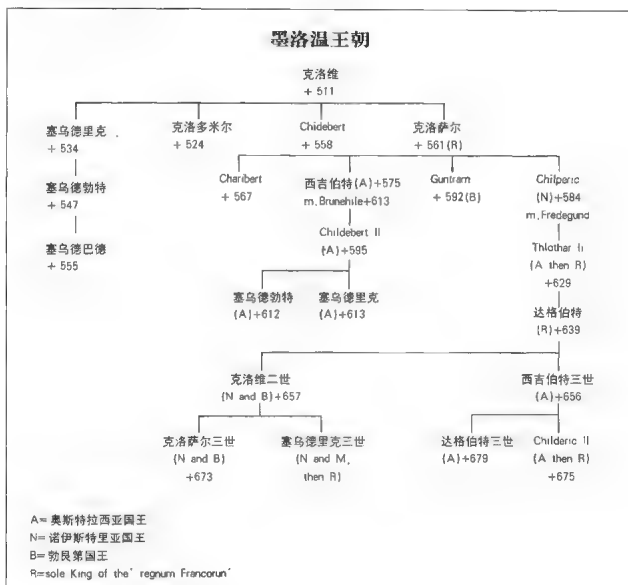 墨洛温王朝
克洛维
+ 511
塞乌德里克
+ 534
克洛多米尔
+ 524
Chidebert
+ 558
克洛萨尔
+ 561(R)
塞乌德勃特
+ 547
Charibert
+ 567
西吉伯特(A)+575
m,Brunehile+613)
Guntram
+ 592(B)
Chilperic
(N)+584
m,Fredegund
塞乌德巴德
+ 555
Childebert II
(A)+595
Thlothar II
(A then R)
+629
塞乌德勃特
(A)+612
塞乌德里克
(A)+613
达格伯特
(R)+639
克洛维二世
(N and B)+657
西吉伯特三世
(A)+656
克洛萨尔三世
(N and B)
+673
塞乌德里克三世
(N and M,
then R)
达格伯特三世
(A)+679
Childeric II
(A then R)
+675
A=奥斯特拉西亚国王
N=诺伊斯特里亚国王
B=勃艮第国王
R=sole King of the' regnum Francorun'